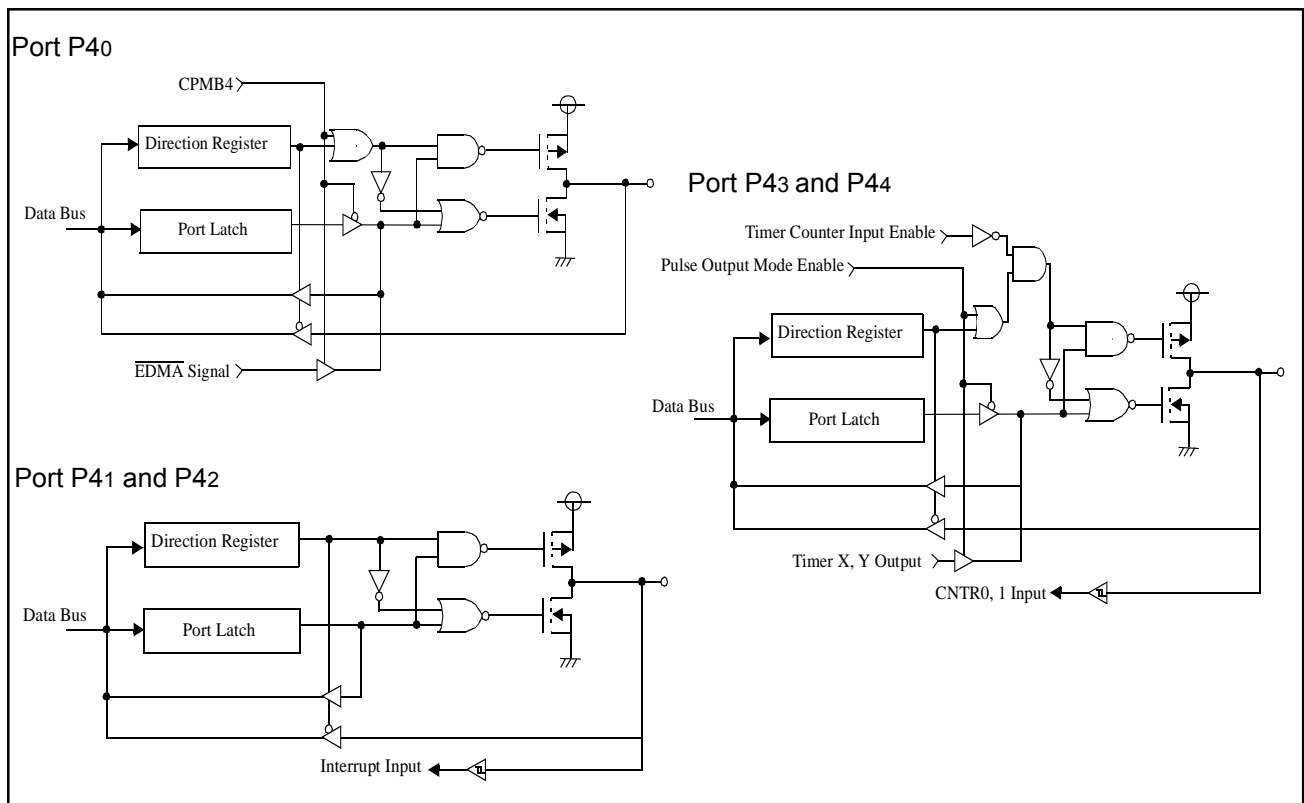 Port P40
CPMB4
Direction Register
Data Bus
Port Latch
EDMA Signal
Port P41 and P42
Direction Register
Data Bus
Port Latch
Interrupt Input
Port P43 and P44
Timer Counter Input Enable
Pulse Output Mode Enable
Direction Register
Data Bus
Port Latch
Timer X, Y Output
CNTR0, 1 Input